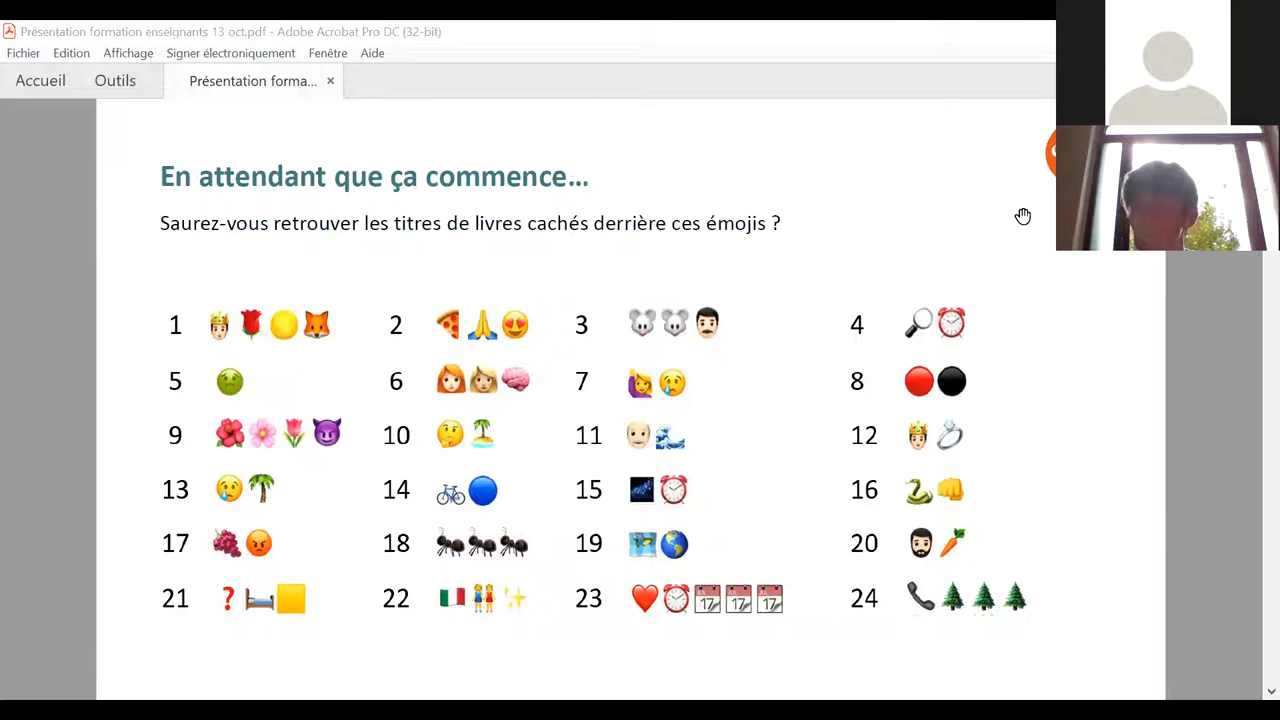 Présentation formation enseignants 13 oct.pdf - Adobe Acrobat Pro DC (32-bit)
Fichier Edition Affichage Signer électroniquement Fenêtre Aide
Accueil Outils Présentation forma... ×
En attendant que ça commence...
Saurez-vous retrouver les titres de livres cachés derrière ces émojis ?
1 2 3 4
5 6 7 8
9 10 11 12
13 14 15 16
17 18 19 20
21 22 23 24